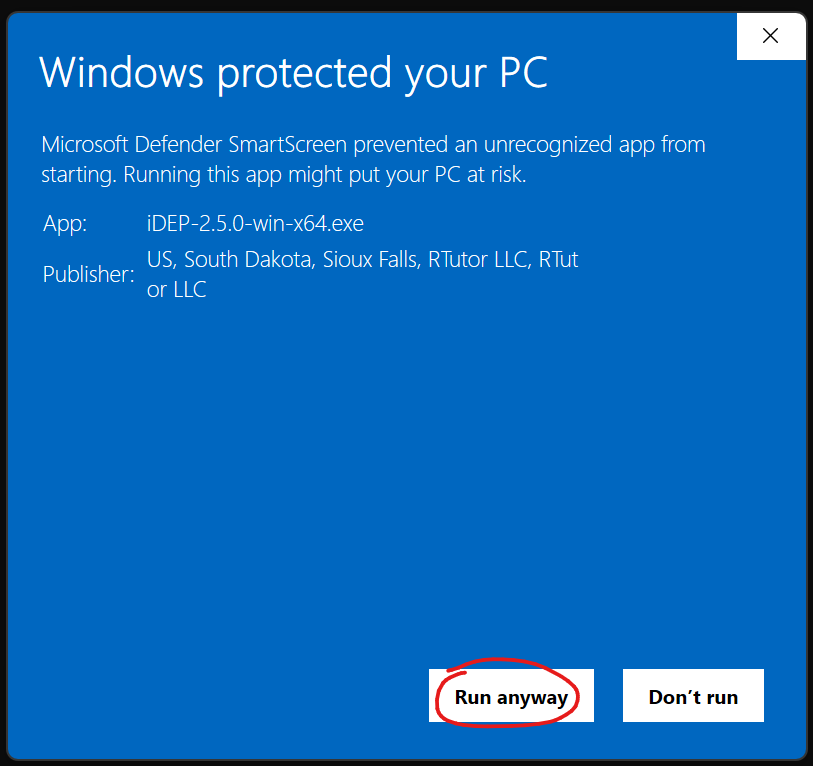 Windows protected your PC
Microsoft Defender SmartScreen prevented an unrecognized app from
starting. Running this app might put your PC at risk.
App: iDEP-2.5.0-win-x64.exe
Publisher: US, South Dakota, Sioux Falls, RTutor LLC, RTut
or LLC
Run anyway Don’t run